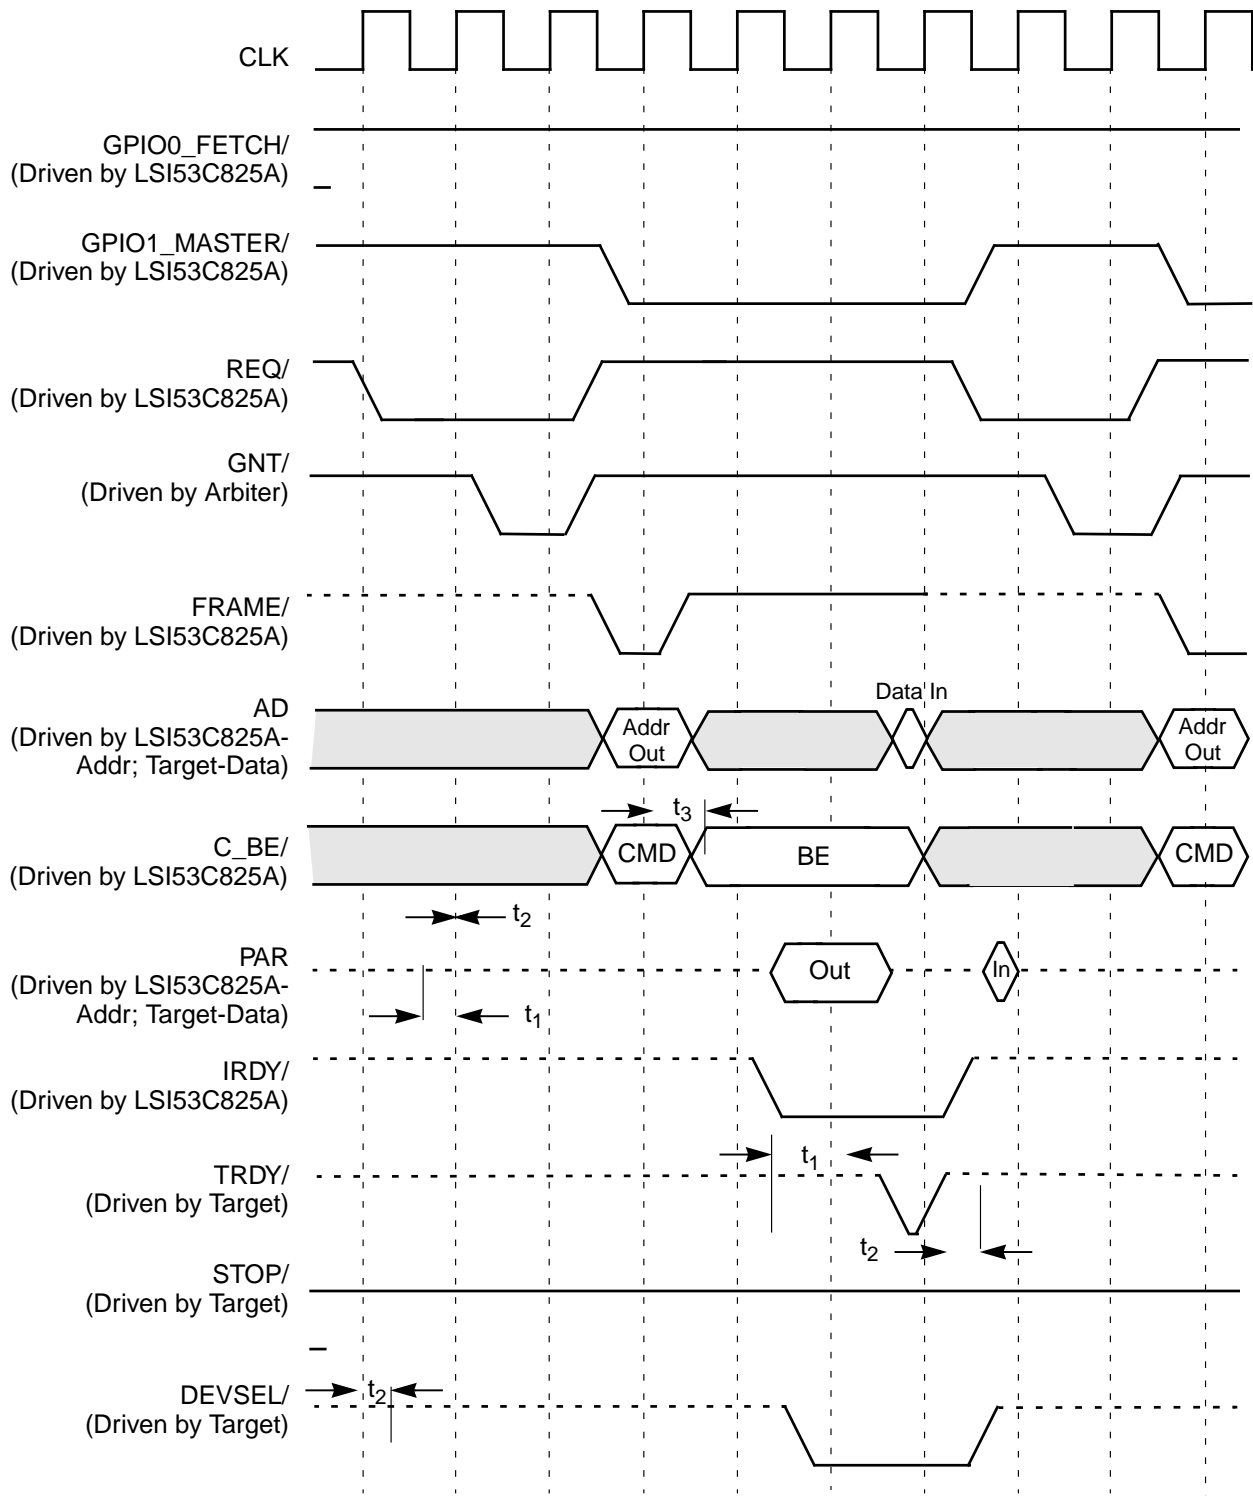 CLK
GPIO0_FETCH/
(Driven by LSI53C825A)
GPIO1_MASTER/
(Driven by LSI53C825A)
REQ/
(Driven by LSI53C825A)
GNT/
(Driven by Arbiter)
FRAME/
(Driven by LSI53C825A)
Data In
AD
(Driven by LSI53C825A-
Addr; Target-Data)
Addr
Out
Addr
Out
t3
C_BE/
(Driven by LSI53C825A)
CMD
BE
CMD
t2
PAR
(Driven by LSI53C825A-
Addr; Target-Data)
Out
In
t1
IRDY/
(Driven by LSI53C825A)
t1
TRDY/
(Driven by Target)
t2
STOP/
(Driven by Target)
t2
DEVSEL/
(Driven by Target)